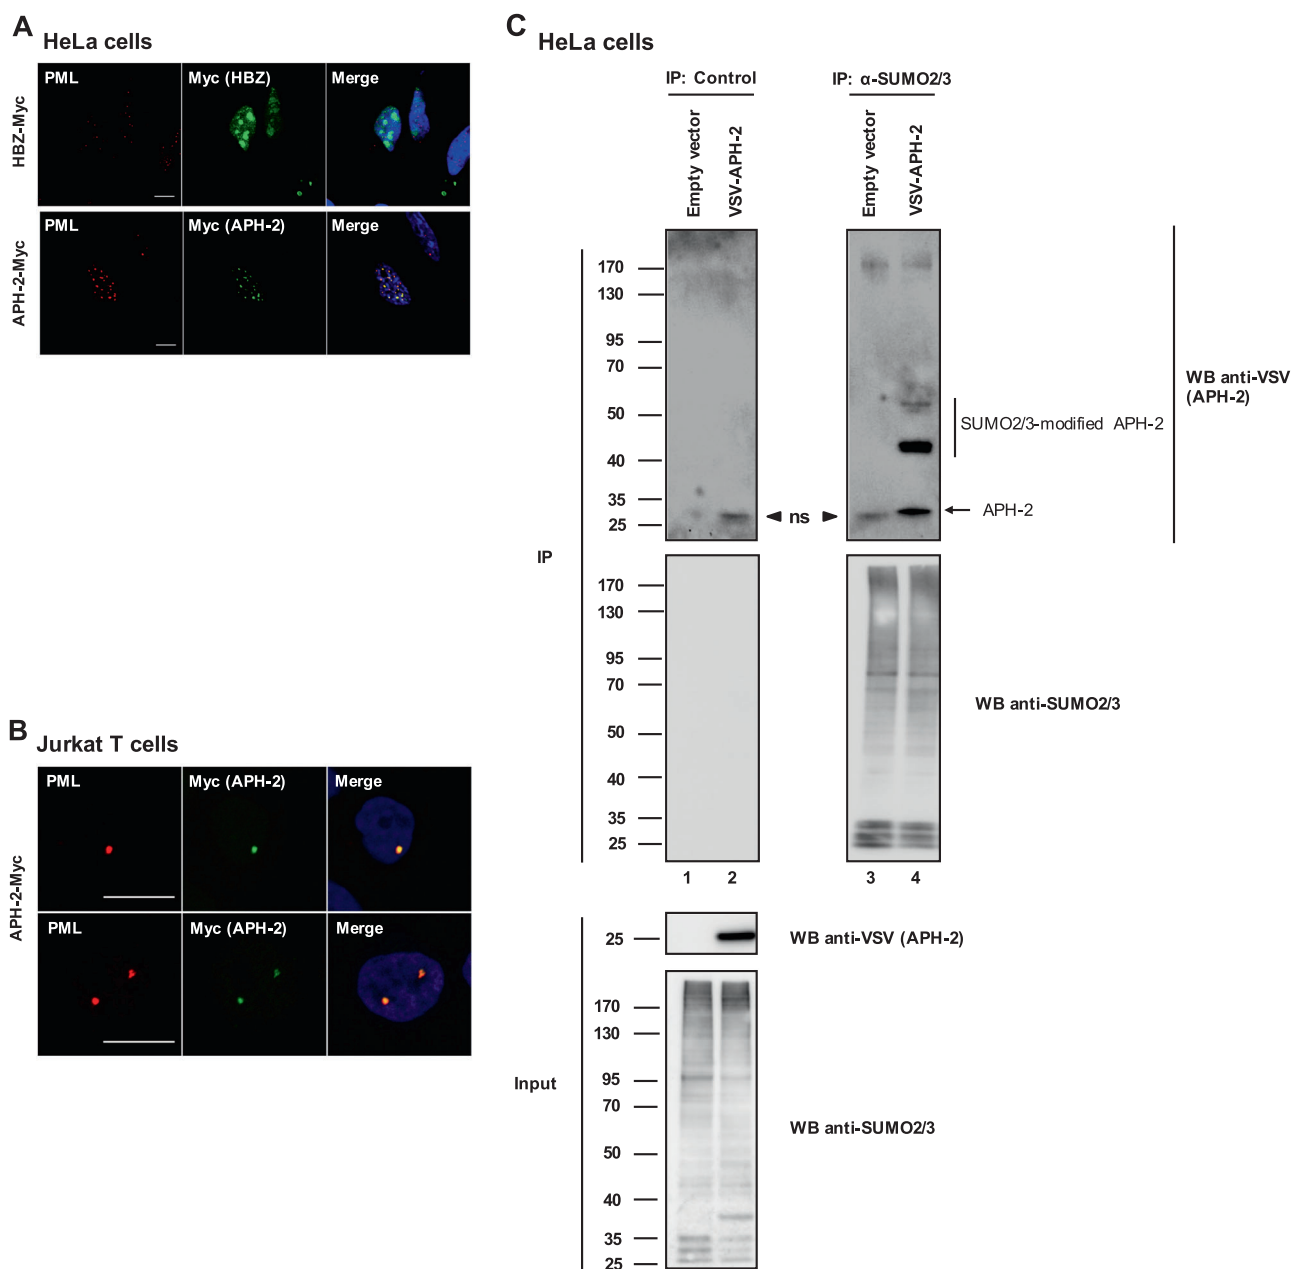 A HeLa cells
HBZ-Myc
PML
Myc (HBZ)
Merge
APH-2-Myc
PML
Myc (APH-2)
Merge
B Jurkat T cells
APH-2-Myc
PML
Myc (APH-2)
Merge
PML
Myc (APH-2)
Merge
C HeLa cells
IP: Control
IP: α-SUMO2/3
Empty vector
VSV-APH-2
Empty vector
VSV-APH-2
IP
170
130
95
70
50
40
35
25
ns
SUMO2/3-modified APH-2
APH-2
WB anti-VSV
(APH-2)
170
130
95
70
50
40
35
25
WB anti-SUMO2/3
1 2 3 4
Input
25
WB anti-VSV (APH-2)
170
130
95
70
50
40
35
25
WB anti-SUMO2/3